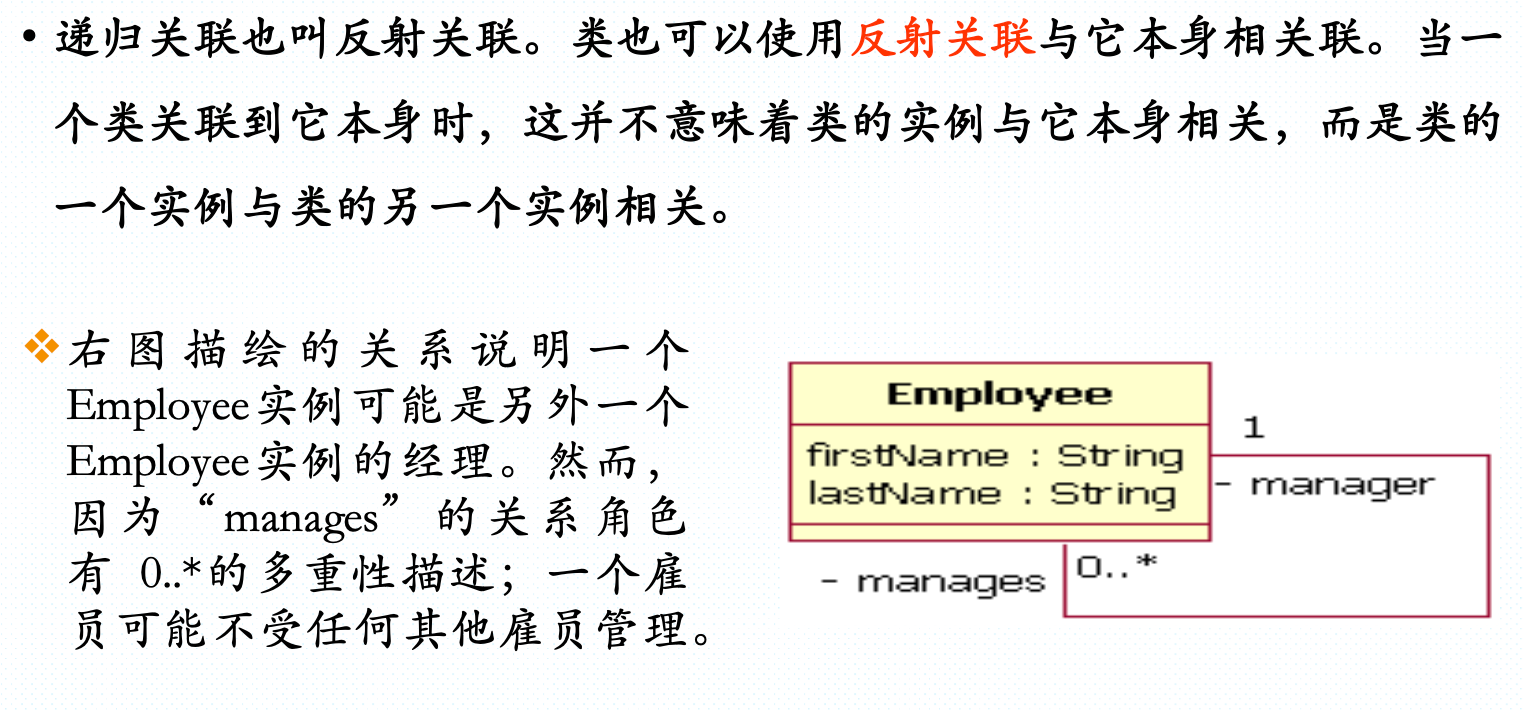 • 递归关联也叫反射关联。类也可以使用反射关联与它本身相关联。当一
个类关联到它本身时，这并不意味着类的实例与它本身相关，而是类的
一个实例与类的另一个实例相关。
❖右图描绘的关系说明一个
Employee实例可能是另外一个
Employee实例的经理。然而，
因为“manages”的关系角色
有 0..*的多重性描述；一个雇
员可能不受任何其他雇员管理。
Employee
firstName : String
lastName : String
1
- manager
- manages
0..*